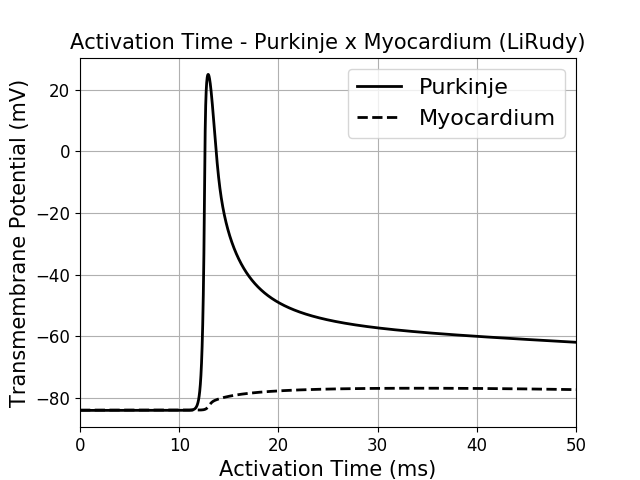 Activation Time - Purkinje x Myocardium (LiRudy)
Transmembrane Potential (mV)
20
0
−20
−40
−60
−80
Purkinje
Myocardium
0 10 20 30 40 50
Activation Time (ms)